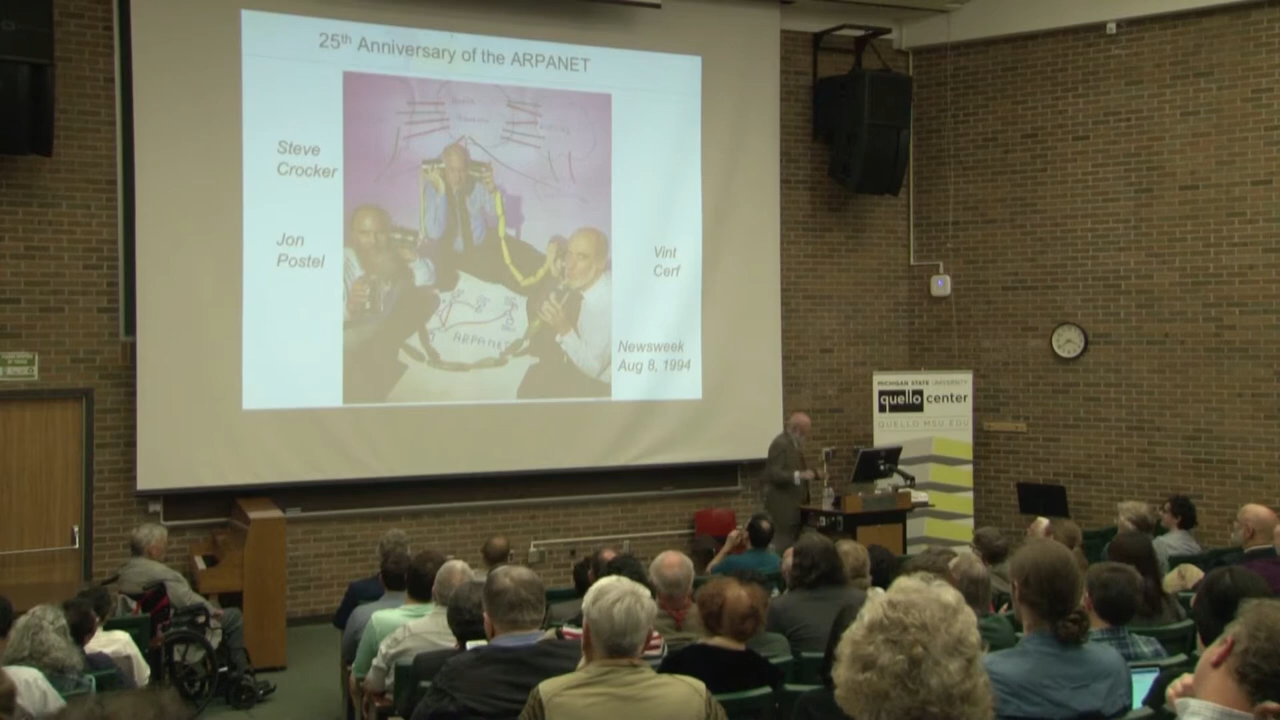 25th Anniversary of the ARPANET
Steve
Crocker
Jon
Postel
Vint
Cerf
ARPANET
Newsweek
Aug 8, 1994
MICHIGAN STATE UNIVERSITY
quello center
QUELLO.MSU.EDU